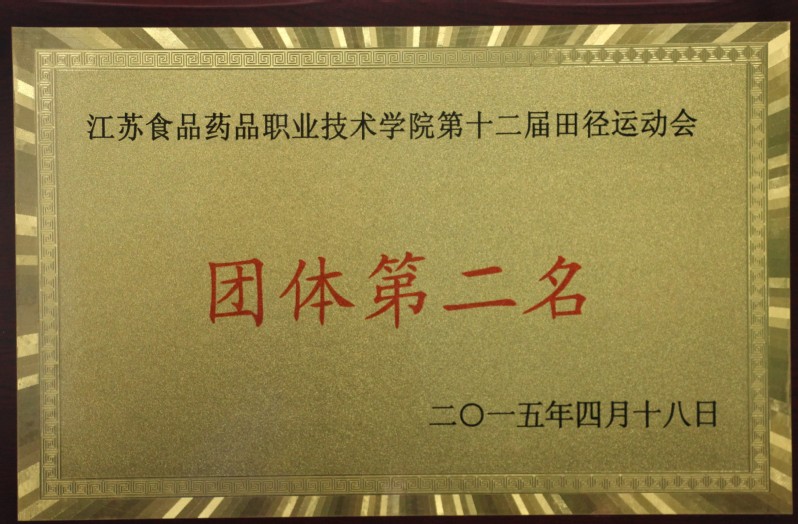 江苏食品药品职业技术学院第十二届田径运动会
团体第二名
二〇一五年四月十八日